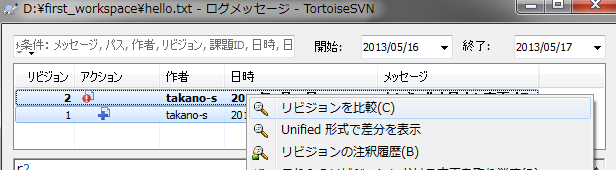 D:¥first_workspace¥hello.txt - ログメッセージ - TortoiseSVN
条件: メッセージ, パス, 作者, リビジョン, 課題ID, 日時, 日 開始: 2013/05/16 終了: 2013/05/17
リビジョン アクション 作者 日時 メッセージ
2 takano-s 20
1 takano-s 201
リビジョンを比較(C)
Unified 形式で差分を表示
リビジョンの注釈履歴(B)
r2